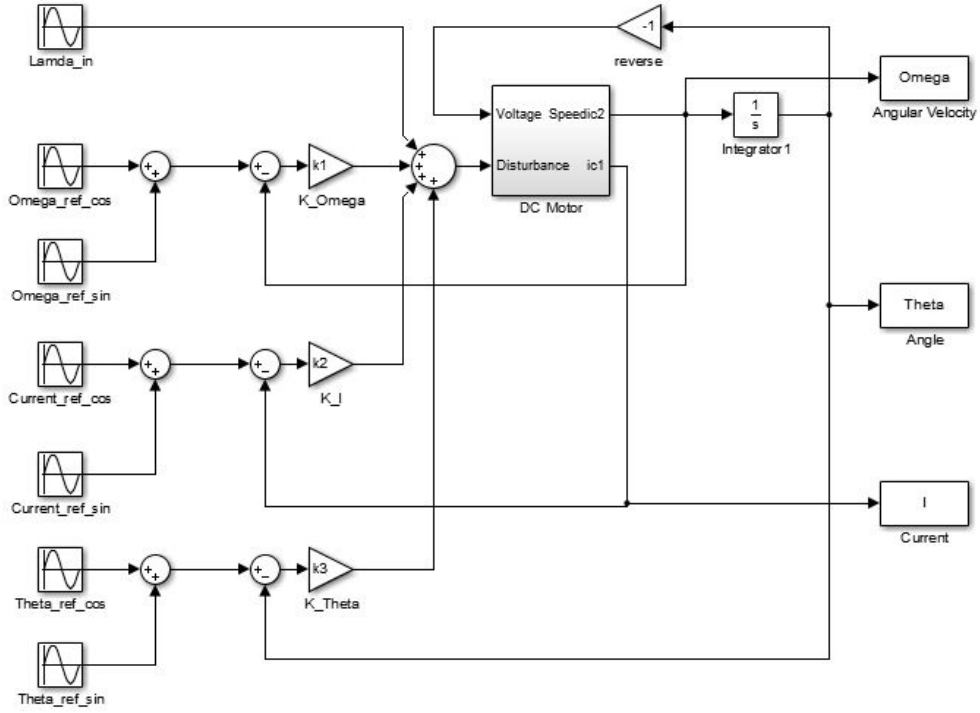 Lamda_in
-1
reverse
Omega
Angular Velocity
Voltage Speedic2
Disturbance ic1
DC Motor
1
s
Integrator1
+
+
+
+
Omega_ref_cos
+
+
+
−
k1
K_Omega
Omega_ref_sin
Theta
Angle
Current_ref_cos
+
+
+
−
k2
K_I
Current_ref_sin
I
Current
Theta_ref_cos
+
+
+
−
k3
K_Theta
Theta_ref_sin